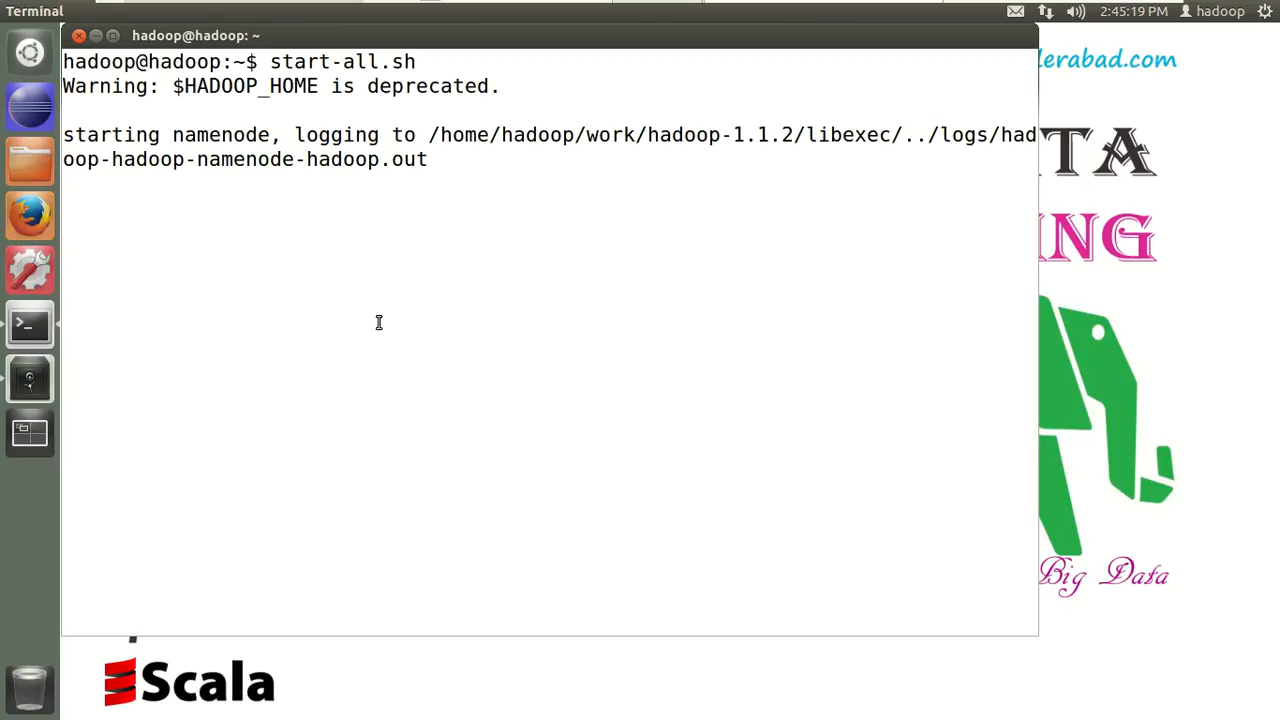 Terminal
2:45:19 PM
hadoop
hadoop@hadoop: ~
hadoop@hadoop:~$ start-all.sh
Warning: $HADOOP_HOME is deprecated.
starting namenode, logging to /home/hadoop/work/hadoop-1.1.2/libexec/../logs/had
oop-hadoop-namenode-hadoop.out
erabad.com
TA
NG
Big Data
Scala